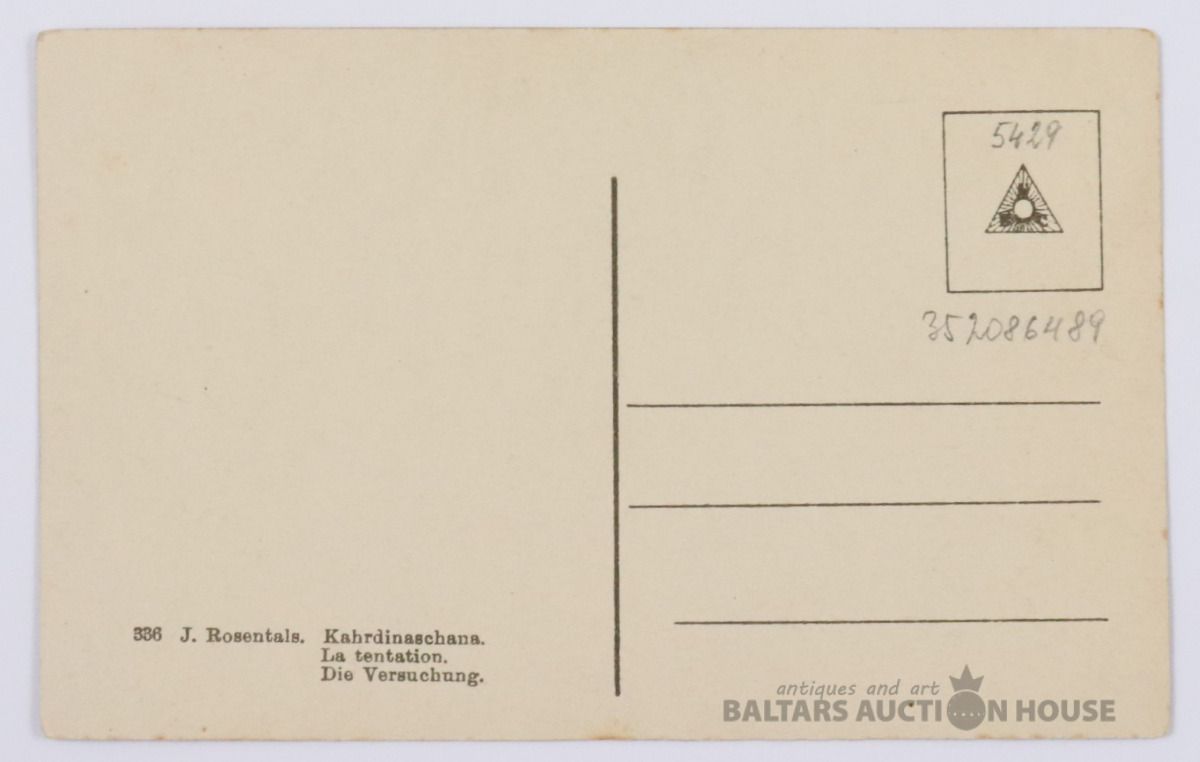 5429
352086489
336 J. Rosentals. Kahrdinaschana.
La tentation.
Die Versuchung.
antiques and art
BALTARS AUCTION HOUSE